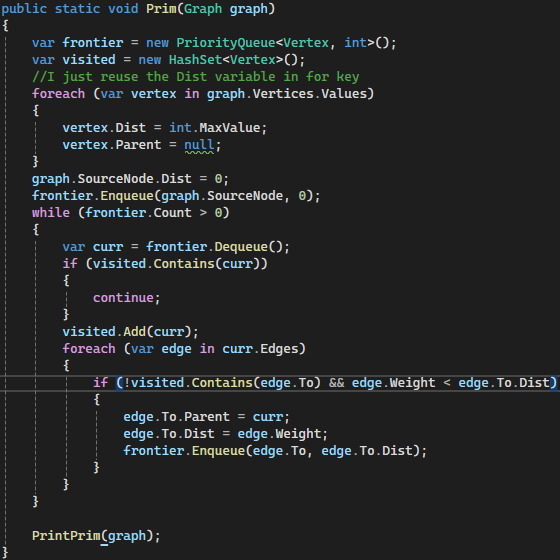 public static void Prim(Graph graph)
{
    var frontier = new PriorityQueue<Vertex, int>();
    var visited = new HashSet<Vertex>();
    //I just reuse the Dist variable in for key
    foreach (var vertex in graph.Vertices.Values)
    {
        vertex.Dist = int.MaxValue;
        vertex.Parent = null;
    }
    graph.SourceNode.Dist = 0;
    frontier.Enqueue(graph.SourceNode, 0);
    while (frontier.Count > 0)
    {
        var curr = frontier.Dequeue();
        if (visited.Contains(curr))
        {
            continue;
        }
        visited.Add(curr);
        foreach (var edge in curr.Edges)
        {
            if (!visited.Contains(edge.To) && edge.Weight < edge.To.Dist)
            {
                edge.To.Parent = curr;
                edge.To.Dist = edge.Weight;
                frontier.Enqueue(edge.To, edge.To.Dist);
            }
        }
    }

    PrintPrim(graph);
}